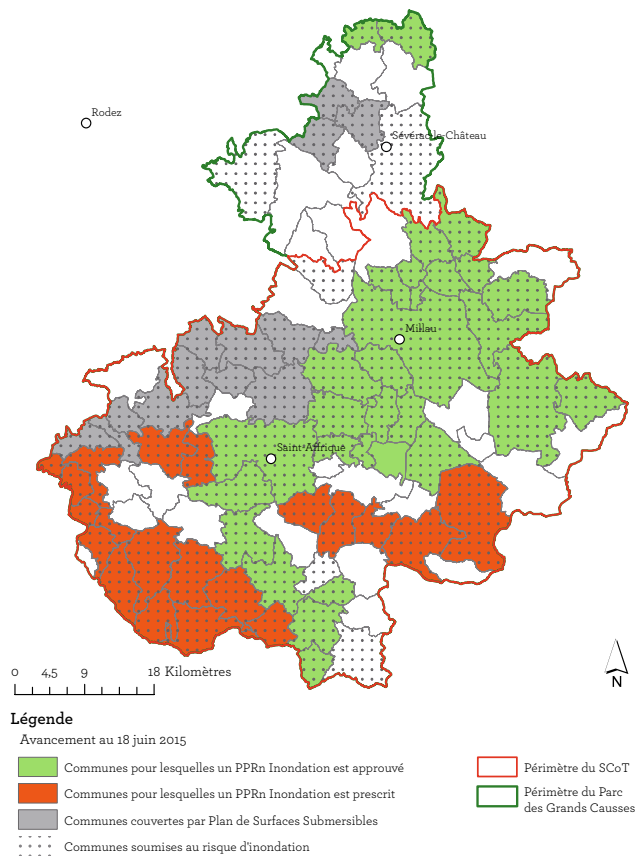 Rodez
Sévérac-le-Château
Millau
Saint Affrique
0 4,5 9 18 Kilomètres
N
Légende
Avancement au 18 juin 2015
Communes pour lesquelles un PPRn Inondation est approuvé
Communes pour lesquelles un PPRn Inondation est prescrit
Communes couvertes par Plan de Surfaces Submersibles
Communes soumises au risque d'inondation
Périmètre du SCoT
Périmètre du Parc
des Grands Causses